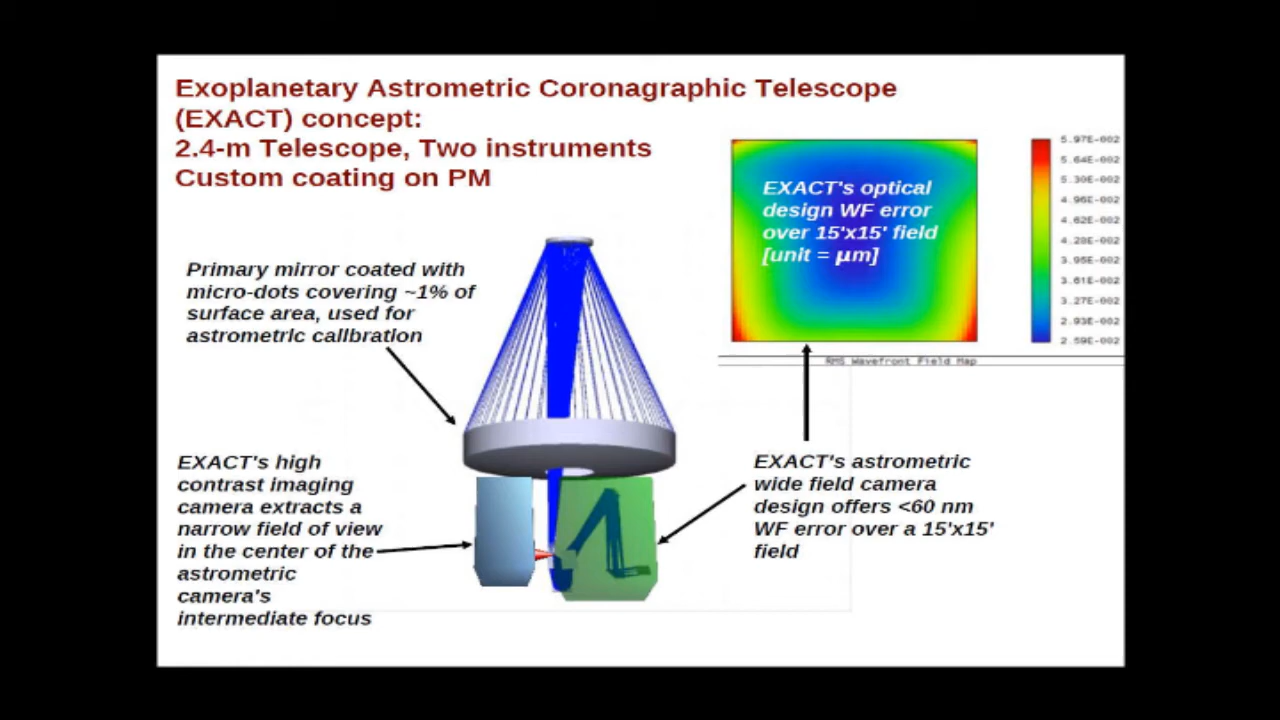 Exoplanetary Astrometric Coronagraphic Telescope
(EXACT) concept:
2.4-m Telescope, Two instruments
Custom coating on PM
EXACT's optical
design WF error
over 15'x15' field
[unit = µm]
5.97E-002
5.64E-002
5.30E-002
4.96E-002
4.62E-002
4.28E-002
3.95E-002
3.61E-002
3.27E-002
2.93E-002
2.59E-002
RMS Wavefront Field Map
Primary mirror coated with
micro-dots covering ~1% of
surface area, used for
astrometric calibration
EXACT's high
contrast imaging
camera extracts a
narrow field of view
in the center of the
astrometric
camera's
intermediate focus
EXACT's astrometric
wide field camera
design offers <60 nm
WF error over a 15'x15'
field